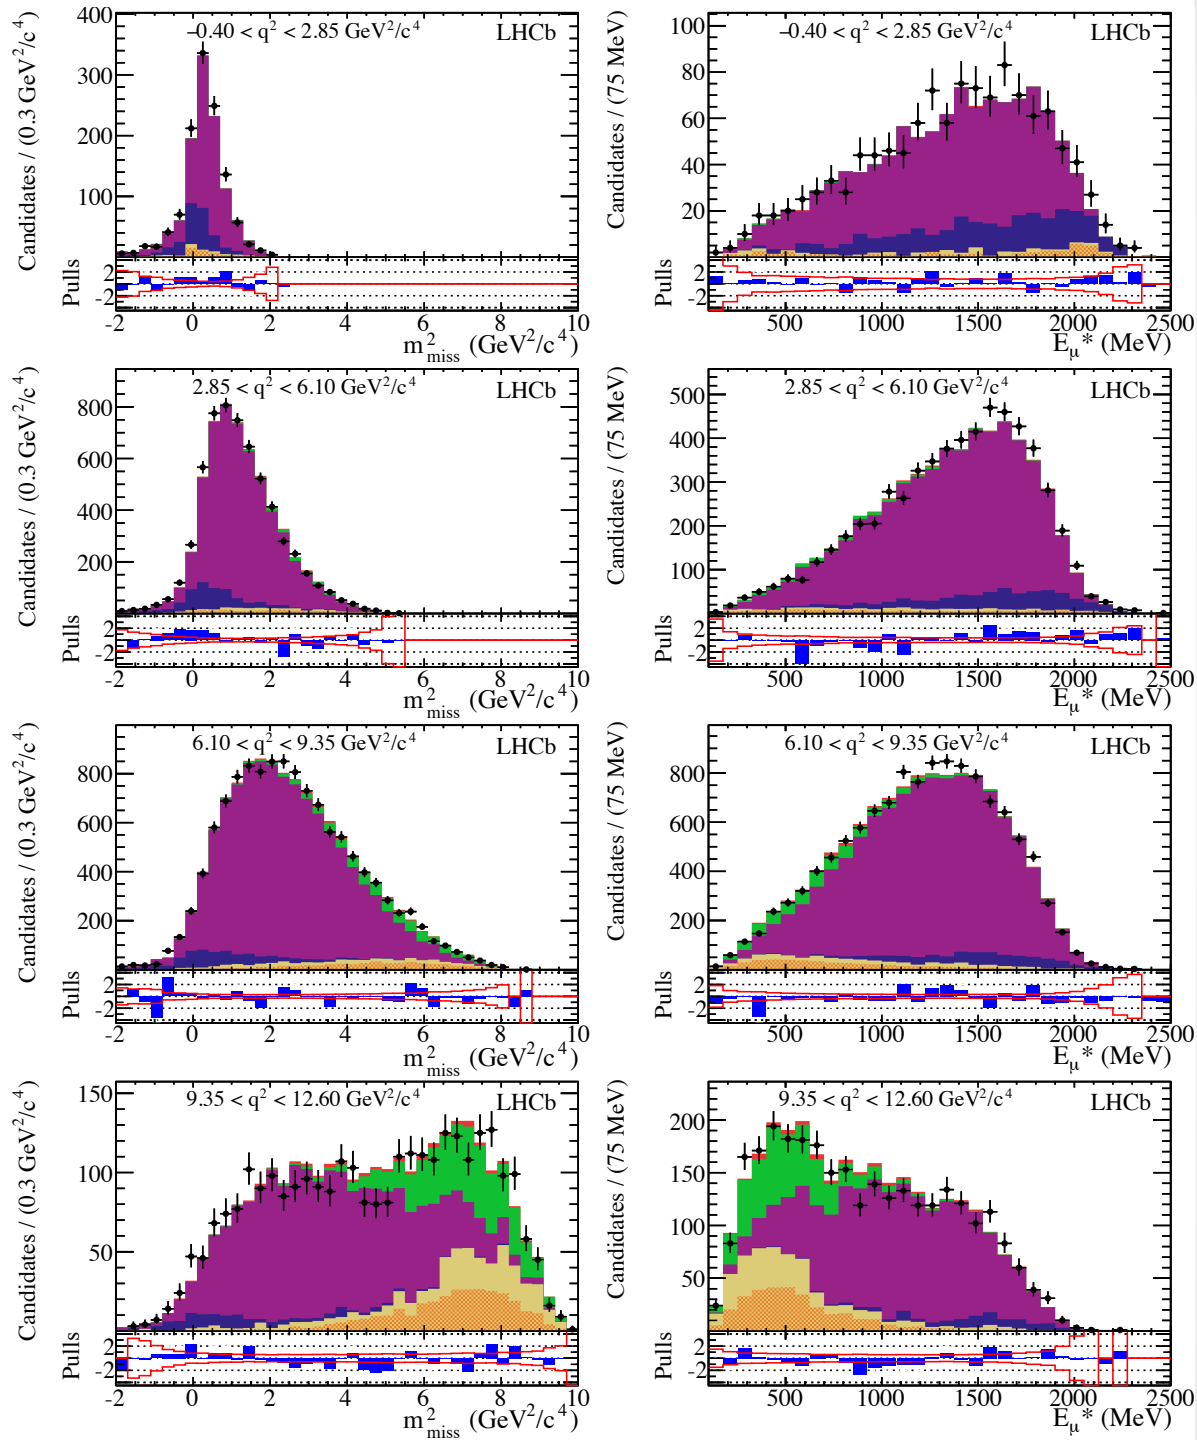 −0.40 < q² < 2.85 GeV²/c⁴
LHCb
Candidates / (0.3 GeV²/c⁴)
400
300
200
100
Pulls
2
-2
-2 0 2 4 6 8 10
m²miss (GeV²/c⁴)
−0.40 < q² < 2.85 GeV²/c⁴
LHCb
Candidates / (75 MeV)
100
80
60
40
20
Pulls
2
-2
500 1000 1500 2000 2500
Eμ* (MeV)
2.85 < q² < 6.10 GeV²/c⁴
LHCb
Candidates / (0.3 GeV²/c⁴)
800
600
400
200
Pulls
2
-2
-2 0 2 4 6 8 10
m²miss (GeV²/c⁴)
2.85 < q² < 6.10 GeV²/c⁴
LHCb
Candidates / (75 MeV)
500
400
300
200
100
Pulls
2
-2
500 1000 1500 2000 2500
Eμ* (MeV)
6.10 < q² < 9.35 GeV²/c⁴
LHCb
Candidates / (0.3 GeV²/c⁴)
800
600
400
200
Pulls
2
-2
-2 0 2 4 6 8 10
m²miss (GeV²/c⁴)
6.10 < q² < 9.35 GeV²/c⁴
LHCb
Candidates / (75 MeV)
800
600
400
200
Pulls
2
-2
500 1000 1500 2000 2500
Eμ* (MeV)
9.35 < q² < 12.60 GeV²/c⁴
LHCb
Candidates / (0.3 GeV²/c⁴)
150
100
50
Pulls
2
-2
-2 0 2 4 6 8 10
m²miss (GeV²/c⁴)
9.35 < q² < 12.60 GeV²/c⁴
LHCb
Candidates / (75 MeV)
200
150
100
50
Pulls
2
-2
500 1000 1500 2000 2500
Eμ* (MeV)